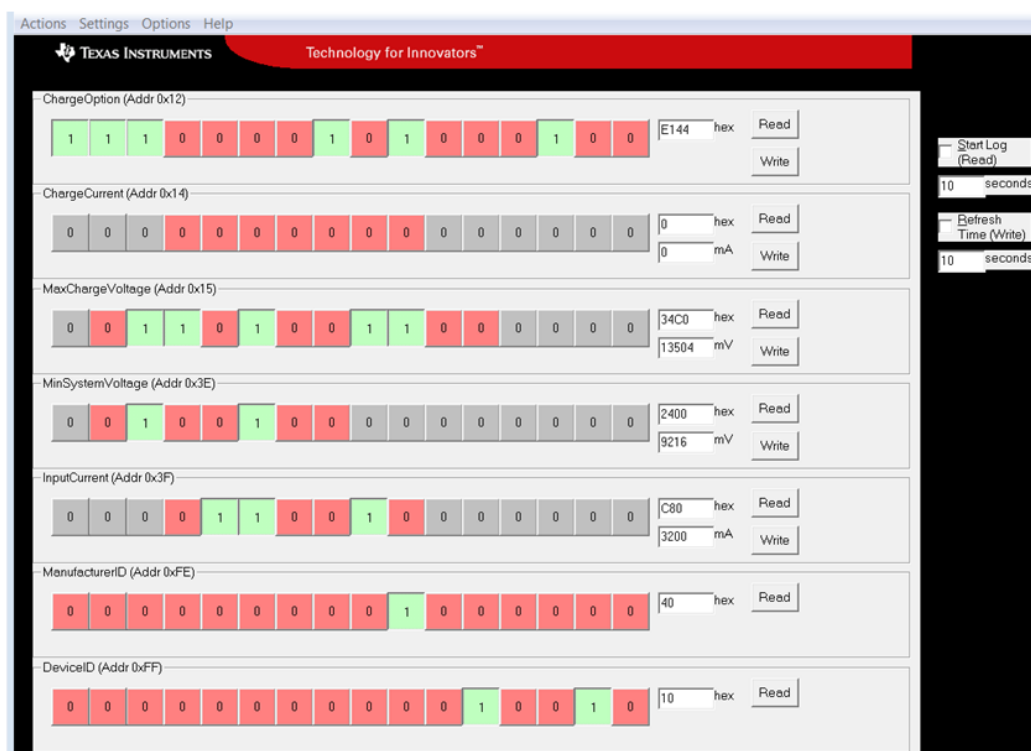 Actions Settings Options Help
TEXAS INSTRUMENTS Technology for Innovators™
ChargeOption (Addr 0x12)
1 1 1 0 0 0 0 1 0 1 0 0 0 1 0 0 E144 hex Read
Write
Start Log (Read)
10 seconds
ChargeCurrent (Addr 0x14)
0 0 0 0 0 0 0 0 0 0 0 0 0 0 0 0 0 hex Read
0 mA Write
Refresh Time (Write)
10 seconds
MaxChargeVoltage (Addr 0x15)
0 0 1 1 0 1 0 0 1 1 0 0 0 0 0 0 34C0 hex Read
13504 mV Write
MinSystemVoltage (Addr 0x3E)
0 0 1 0 0 1 0 0 0 0 0 0 0 0 0 0 2400 hex Read
9216 mV Write
InputCurrent (Addr 0x3F)
0 0 0 0 1 1 0 0 1 0 0 0 0 0 0 0 C80 hex Read
3200 mA Write
ManufacturerID (Addr 0xFE)
0 0 0 0 0 0 0 0 0 1 0 0 0 0 0 0 40 hex Read
DeviceID (Addr 0xFF)
0 0 0 0 0 0 0 0 0 0 0 1 0 0 1 0 10 hex Read